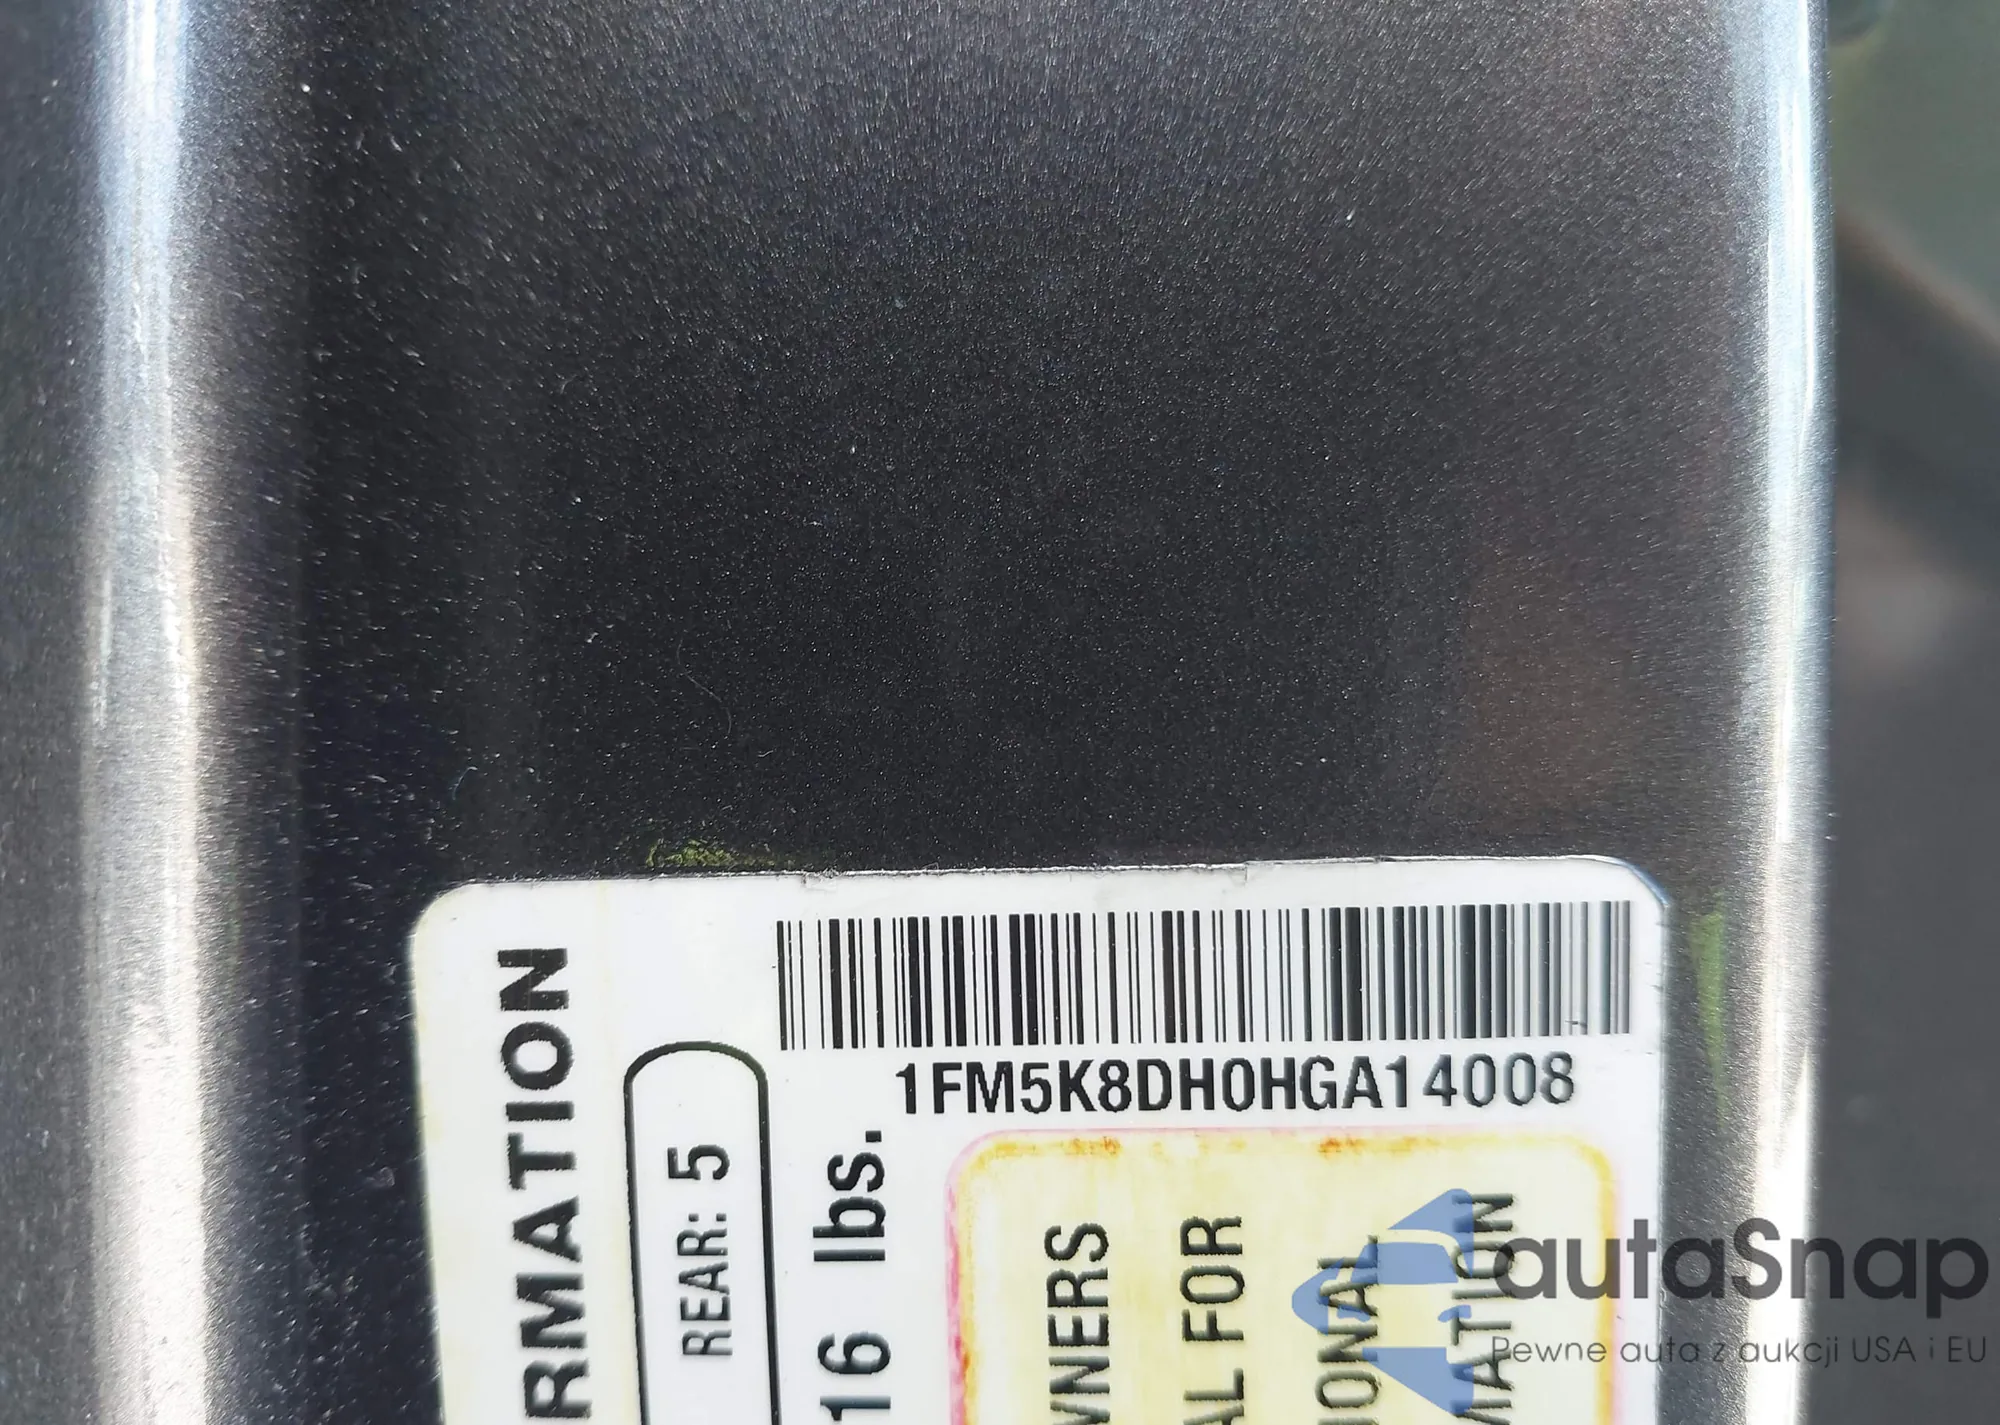 1FM5K8DH0HGA14008
RMATION
REAR: 5
16 lbs.
WNERS
AL FOR
IONAL
MATION
autaSnap
Pewne auta z aukcji USA i EU